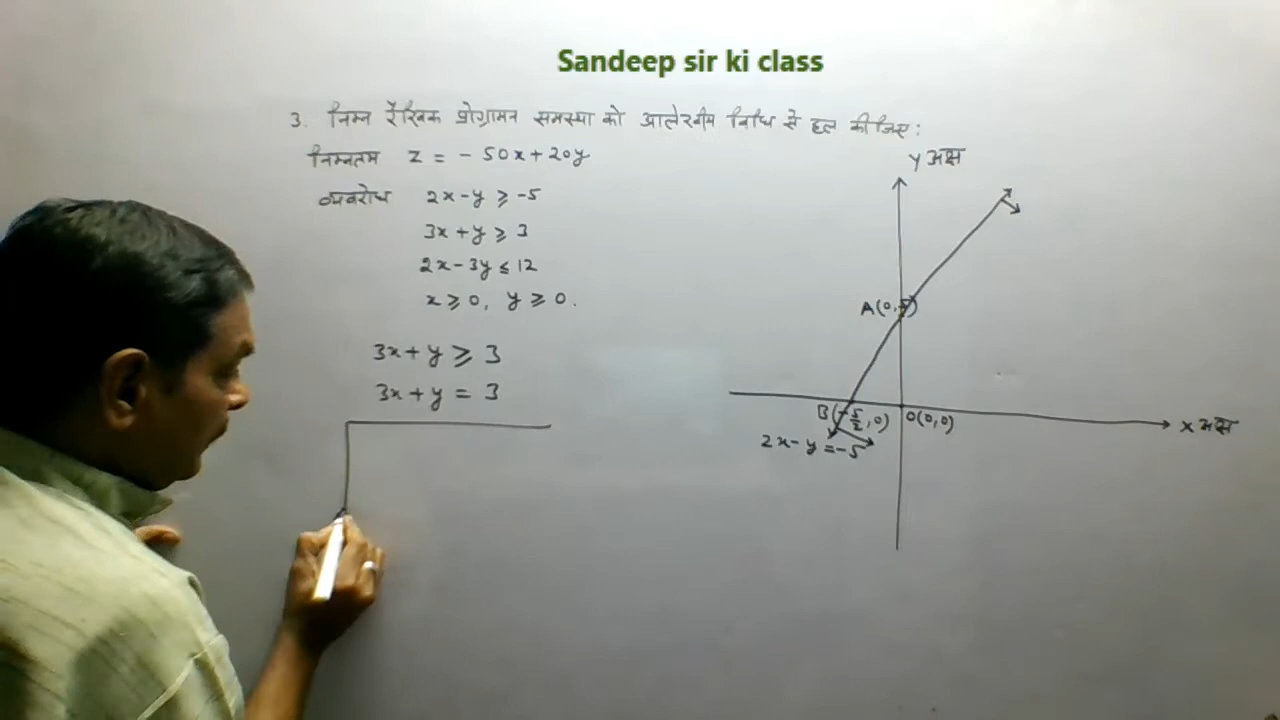 Sandeep sir ki class
3. निम्न रैखिक प्रोग्रामन समस्या को आलेखीय विधि से हल कीजिए:
निम्नतम Z = - 50x + 20y
व्यवरोध 2x - y ≥ -5
3x + y ≥ 3
2x - 3y ≤ 12
x ≥ 0, y ≥ 0.
3x + y ≥ 3
3x + y = 3
Y अक्ष
A(0, )
B(-5/2, 0)
O(0,0)
X अक्ष
2x - y = -5